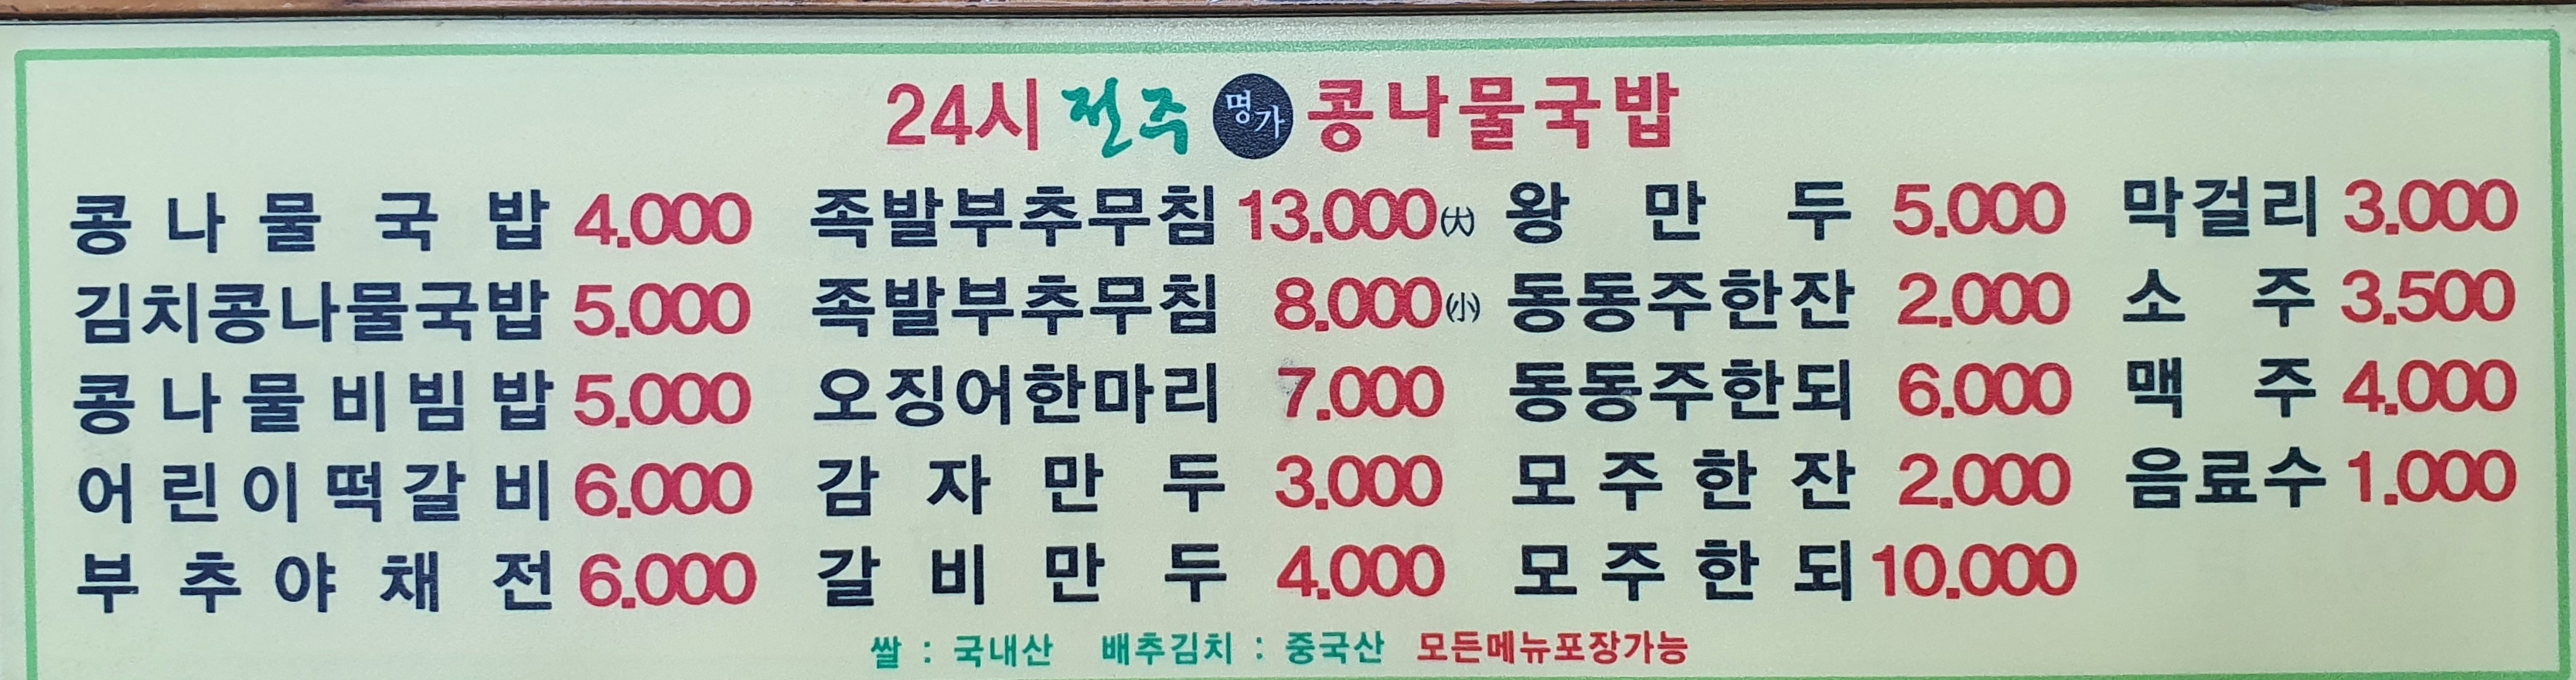 24시 전주 명가 콩나물국밥
콩나물국밥 4.000 족발부추무침 13.000(大) 왕만두 5.000 막걸리 3.000
김치콩나물국밥 5.000 족발부추무침 8.000(小) 동동주한잔 2.000 소주 3.500
콩나물비빔밥 5.000 오징어한마리 7.000 동동주한되 6.000 맥주 4.000
어린이떡갈비 6.000 감자만두 3.000 모주한잔 2.000 음료수 1.000
부추야채전 6.000 갈비만두 4.000 모주한되 10.000
쌀 : 국내산 배추김치 : 중국산 모든메뉴포장가능